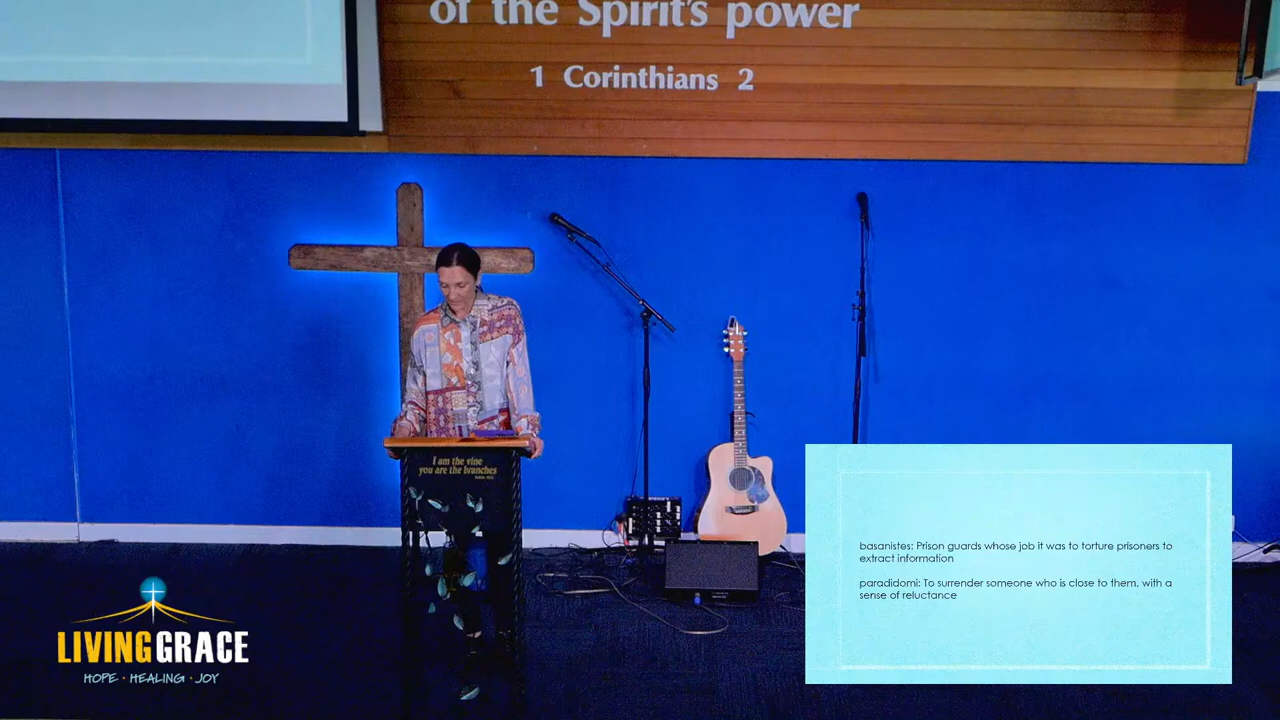 of the Spirit's power
1 Corinthians 2
I am the vine
you are the branches
basanistes: Prison guards whose job it was to torture prisoners to
extract information
paradidomi: To surrender someone who is close to them, with a
sense of reluctance
LIVINGGRACE
HOPE · HEALING · JOY